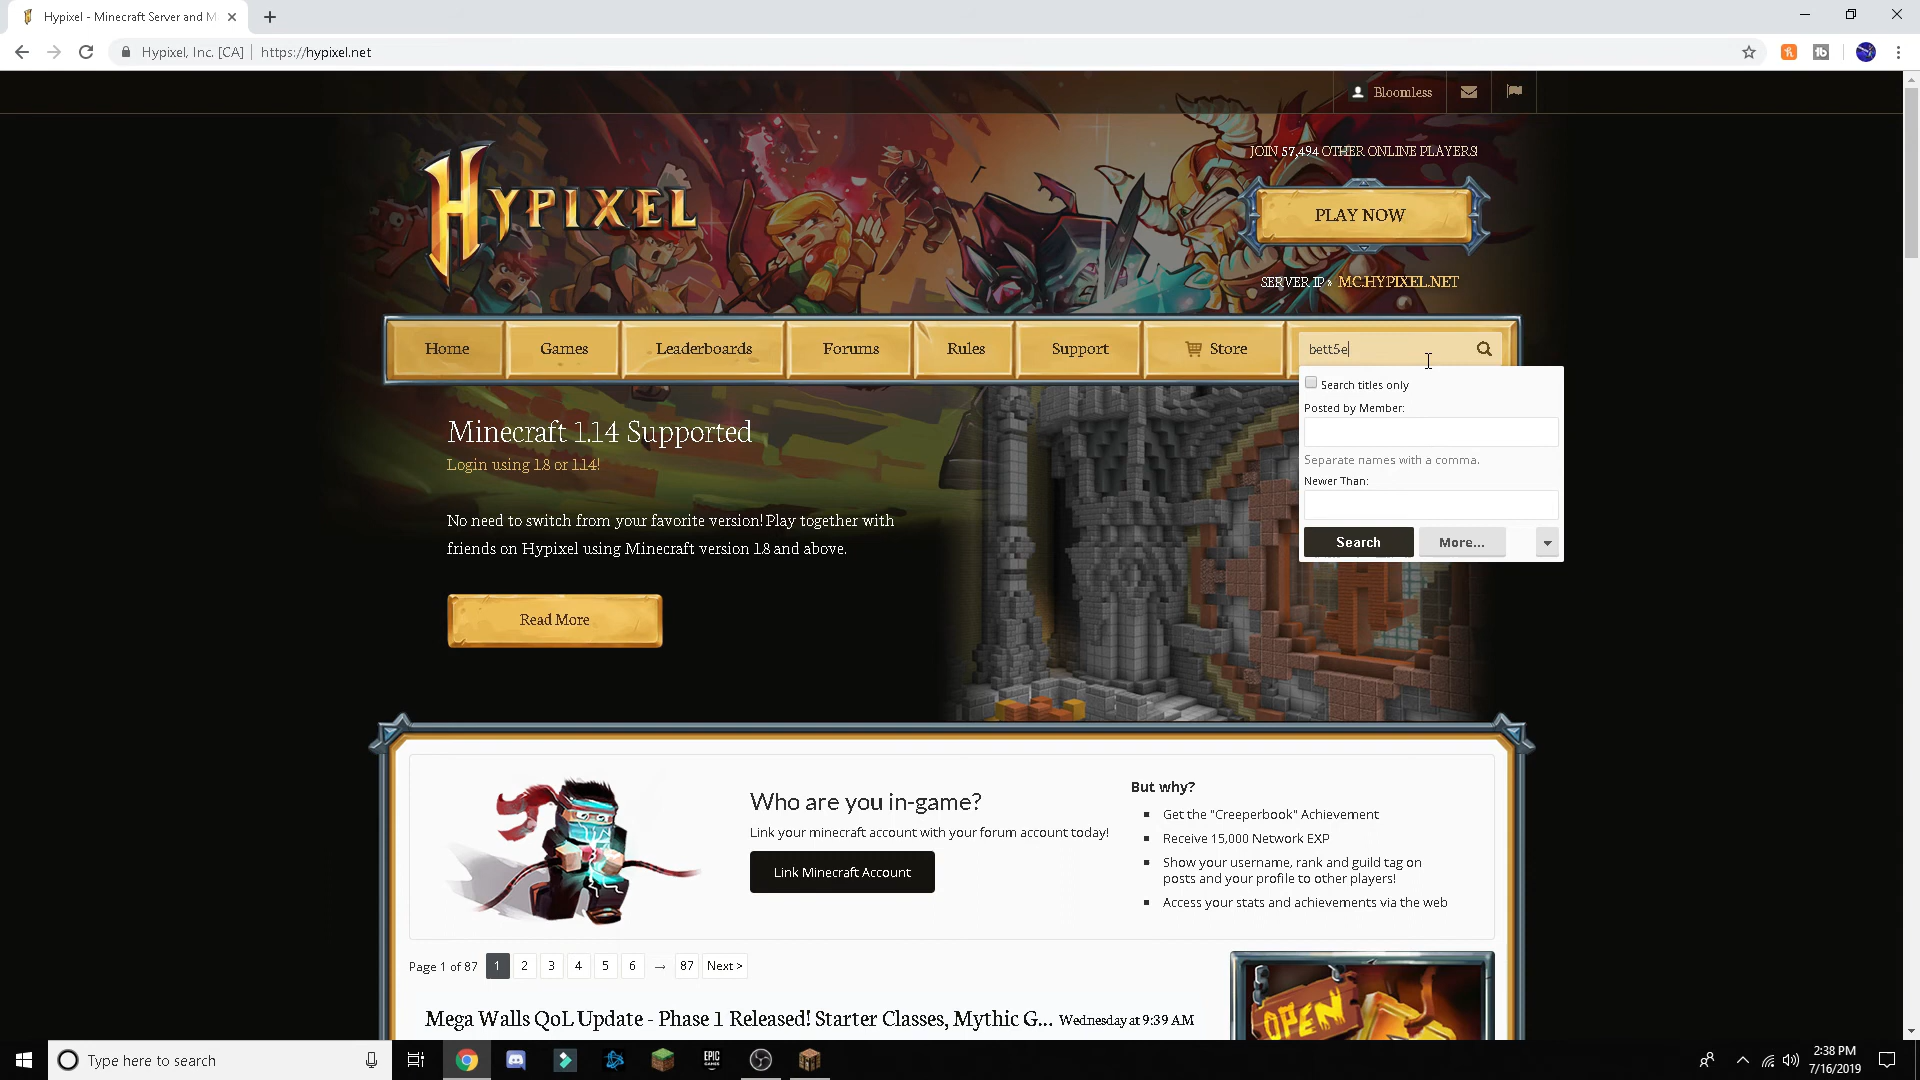 Hypixel - Minecraft Server and M
Hypixel, Inc. [CA] https://hypixel.net
Bloomless
HYPIXEL
JOIN 57,494 OTHER ONLINE PLAYERS!
PLAY NOW
SERVER IP » MC.HYPIXEL.NET
Home Games Leaderboards Forums Rules Support Store bett5e
Search titles only
Posted by Member:
Separate names with a comma.
Newer Than:
Search More...
Minecraft 1.14 Supported
Login using 1.8 or 1.14!
No need to switch from your favorite version! Play together with
friends on Hypixel using Minecraft version 1.8 and above.
Read More
Who are you in-game?
Link your minecraft account with your forum account today!
Link Minecraft Account
But why?
Get the "Creeperbook" Achievement
Receive 15,000 Network EXP
Show your username, rank and guild tag on
posts and your profile to other players!
Access your stats and achievements via the web
Page 1 of 87 1 2 3 4 5 6 → 87 Next >
Mega Walls QoL Update - Phase 1 Released! Starter Classes, Mythic G... Wednesday at 9:39 AM
OPEN
Type here to search
EPIC GAMES
2:38 PM
7/16/2019